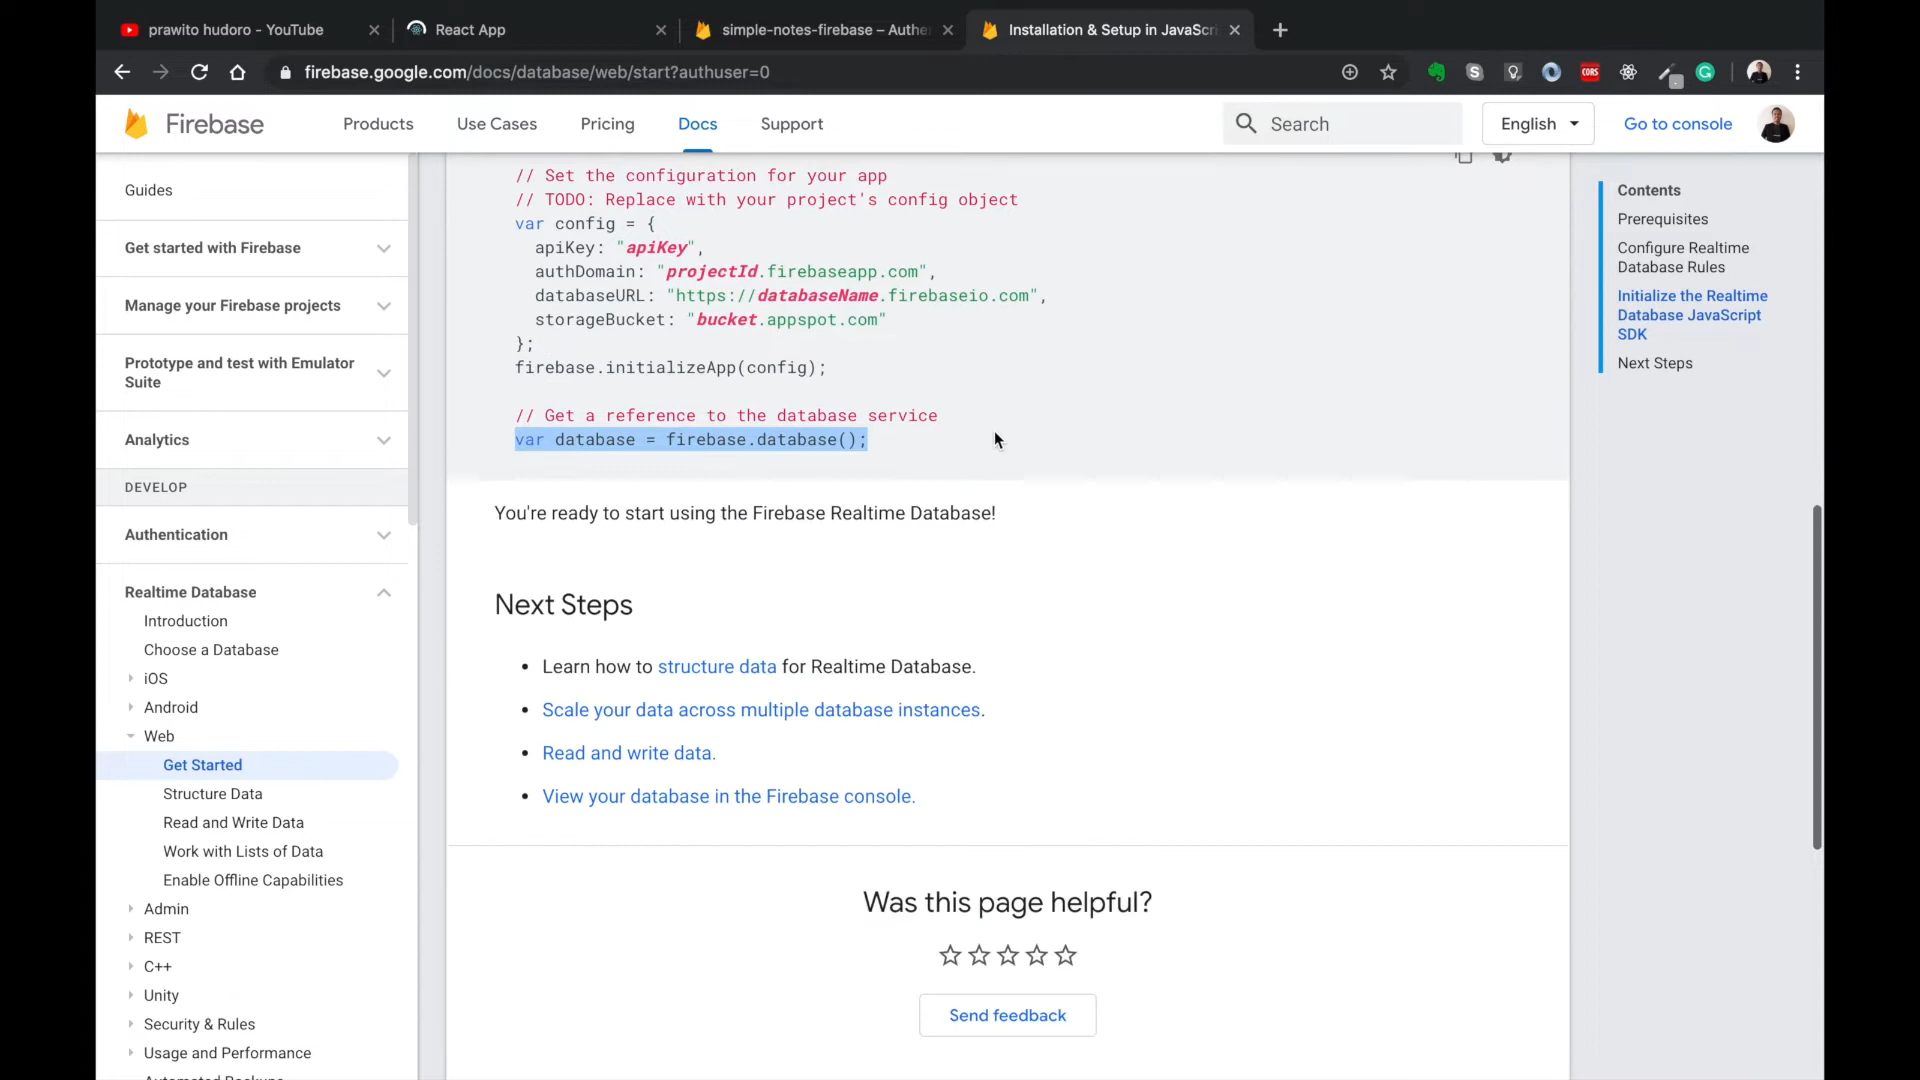 prawito hudoro - YouTube
React App
simple-notes-firebase – Authe
Installation & Setup in JavaScri
firebase.google.com/docs/database/web/start?authuser=0
CORS
Firebase
Products
Use Cases
Pricing
Docs
Support
Search
English
Go to console
Guides
Get started with Firebase
Manage your Firebase projects
Prototype and test with Emulator
Suite
Analytics
DEVELOP
Authentication
Realtime Database
Introduction
Choose a Database
iOS
Android
Web
Get Started
Structure Data
Read and Write Data
Work with Lists of Data
Enable Offline Capabilities
Admin
REST
C++
Unity
Security & Rules
Usage and Performance
// Set the configuration for your app
// TODO: Replace with your project's config object
var config = {
apiKey: "apiKey",
authDomain: "projectId.firebaseapp.com",
databaseURL: "https://databaseName.firebaseio.com",
storageBucket: "bucket.appspot.com"
};
firebase.initializeApp(config);
// Get a reference to the database service
var database = firebase.database();
You're ready to start using the Firebase Realtime Database!
Next Steps
• Learn how to structure data for Realtime Database.
• Scale your data across multiple database instances.
• Read and write data.
• View your database in the Firebase console.
Was this page helpful?
Send feedback
Contents
Prerequisites
Configure Realtime
Database Rules
Initialize the Realtime
Database JavaScript
SDK
Next Steps